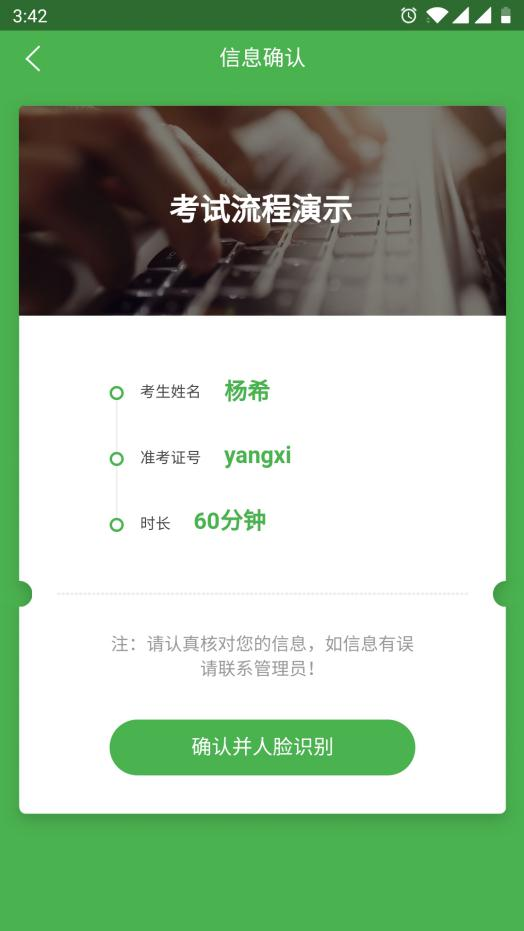 3:42
信息确认
考试流程演示
考生姓名 杨希
准考证号 yangxi
时长 60分钟
注：请认真核对您的信息，如信息有误
请联系管理员！
确认并人脸识别